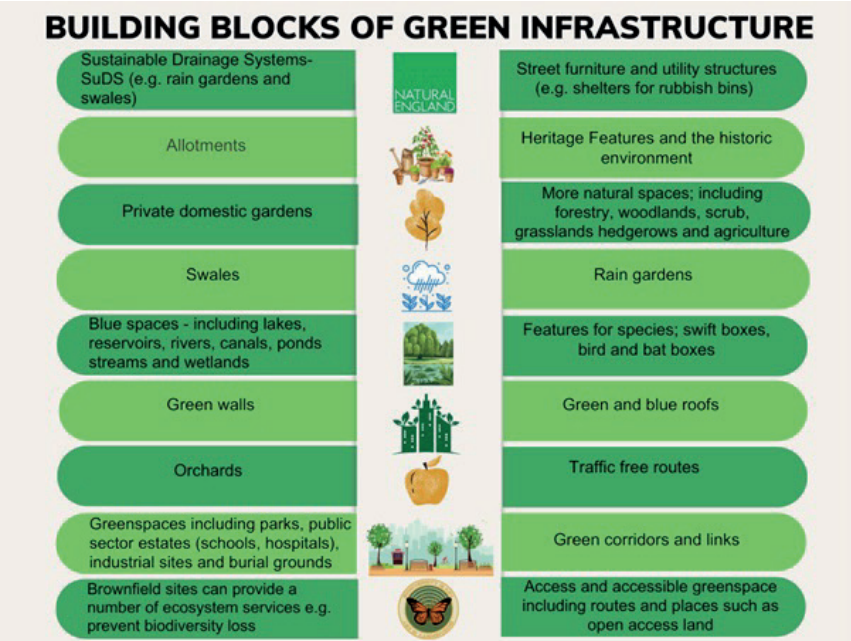 BUILDING BLOCKS OF GREEN INFRASTRUCTURE
Sustainable Drainage Systems-
SuDS (e.g. rain gardens and
swales)
NATURAL
ENGLAND
Street furniture and utility structures
(e.g. shelters for rubbish bins)
Allotments
Heritage Features and the historic
environment
Private domestic gardens
More natural spaces; including
forestry, woodlands, scrub,
grasslands hedgerows and agriculture
Swales
Rain gardens
Blue spaces - including lakes,
reservoirs, rivers, canals, ponds
streams and wetlands
Features for species; swift boxes,
bird and bat boxes
Green walls
Green and blue roofs
Orchards
Traffic free routes
Greenspaces including parks, public
sector estates (schools, hospitals),
industrial sites and burial grounds
Green corridors and links
Brownfield sites can provide a
number of ecosystem services e.g.
prevent biodiversity loss
Access and accessible greenspace
including routes and places such as
open access land